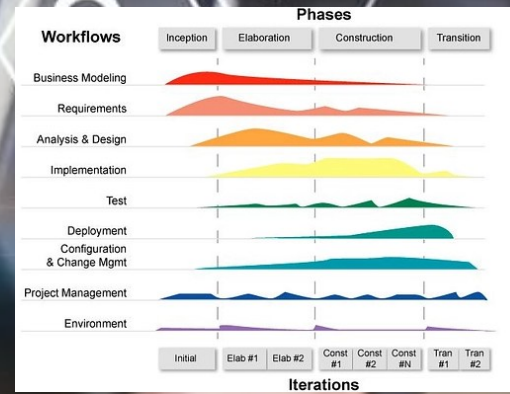 Phases
Workflows
Inception
Elaboration
Construction
Transition
Business Modeling
Requirements
Analysis & Design
Implementation
Test
Deployment
Configuration
& Change Mgmt
Project Management
Environment
Initial
Elab #1
Elab #2
Const
#1
Const
#2
Const
#N
Tran
#1
Tran
#2
Iterations